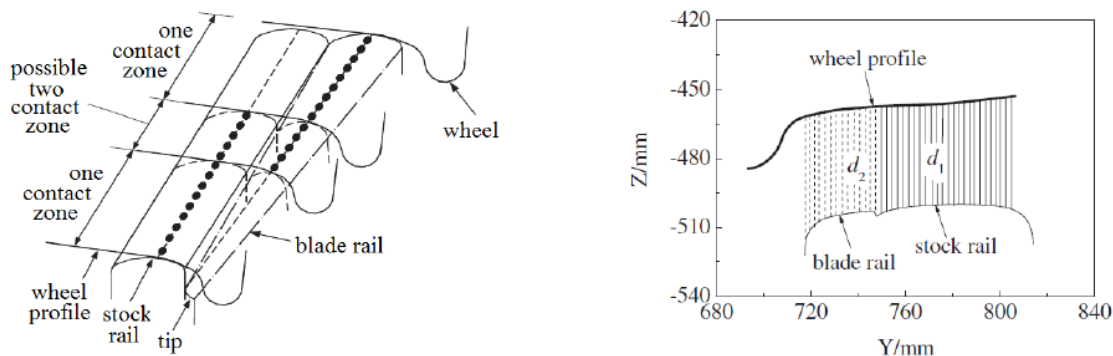 one
contact
zone
possible
two
contact
zone
one
contact
zone
wheel
blade rail
wheel
profile
stock
rail
tip
-420
-450
-480
-510
-540
Z/mm
wheel profile
d2
d1
blade rail
stock rail
680
720
760
800
840
Y/mm